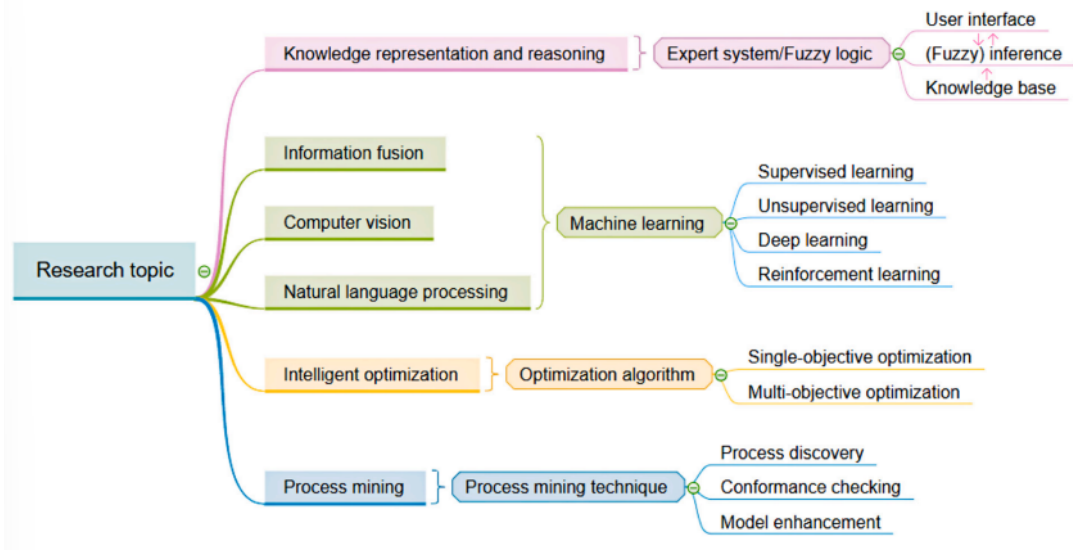 User interface
Knowledge representation and reasoning
Expert system/Fuzzy logic
(Fuzzy) inference
Knowledge base
Information fusion
Supervised learning
Unsupervised learning
Computer vision
Machine learning
Deep learning
Research topic
Reinforcement learning
Natural language processing
Single-objective optimization
Intelligent optimization
Optimization algorithm
Multi-objective optimization
Process discovery
Process mining
Process mining technique
Conformance checking
Model enhancement